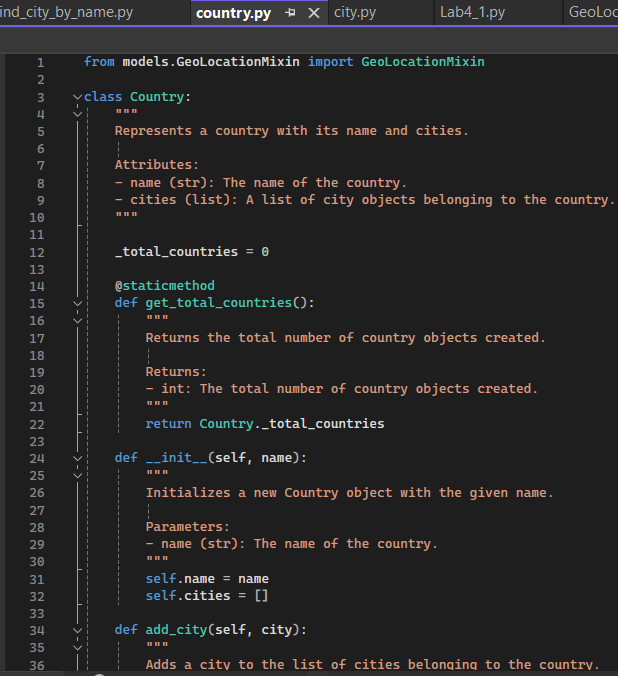 ind_city_by_name.py country.py city.py Lab4_1.py GeoLoc
1 from models.GeoLocationMixin import GeoLocationMixin
2
3 class Country:
4 """
5 Represents a country with its name and cities.
6
7 Attributes:
8 - name (str): The name of the country.
9 - cities (list): A list of city objects belonging to the country.
10 """
11
12 _total_countries = 0
13
14 @staticmethod
15 def get_total_countries():
16 """
17 Returns the total number of country objects created.
18
19 Returns:
20 - int: The total number of country objects created.
21 """
22 return Country._total_countries
23
24 def __init__(self, name):
25 """
26 Initializes a new Country object with the given name.
27
28 Parameters:
29 - name (str): The name of the country.
30 """
31 self.name = name
32 self.cities = []
33
34 def add_city(self, city):
35 """
36 Adds a city to the list of cities belonging to the country.